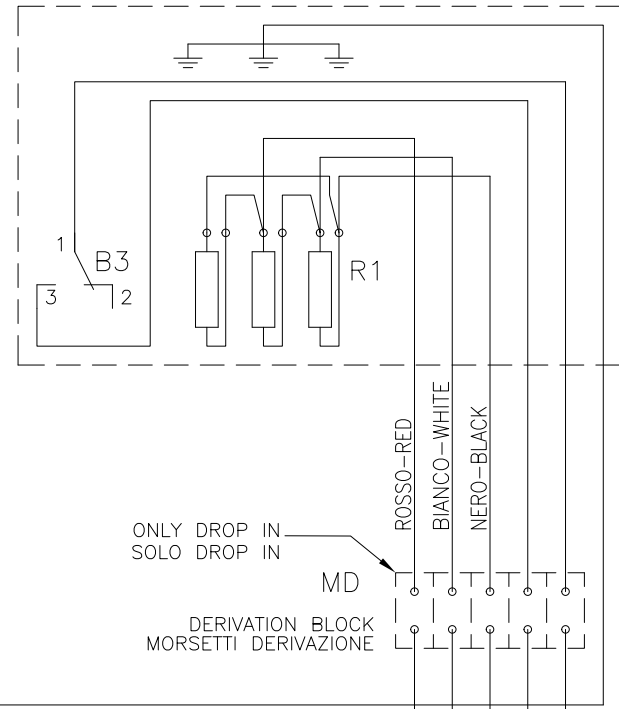 1
B3
3
2
R1
ROSSO-RED
BIANCO-WHITE
NERO-BLACK
ONLY DROP IN
SOLO DROP IN
MD
DERIVATION BLOCK
MORSETTI DERIVAZIONE